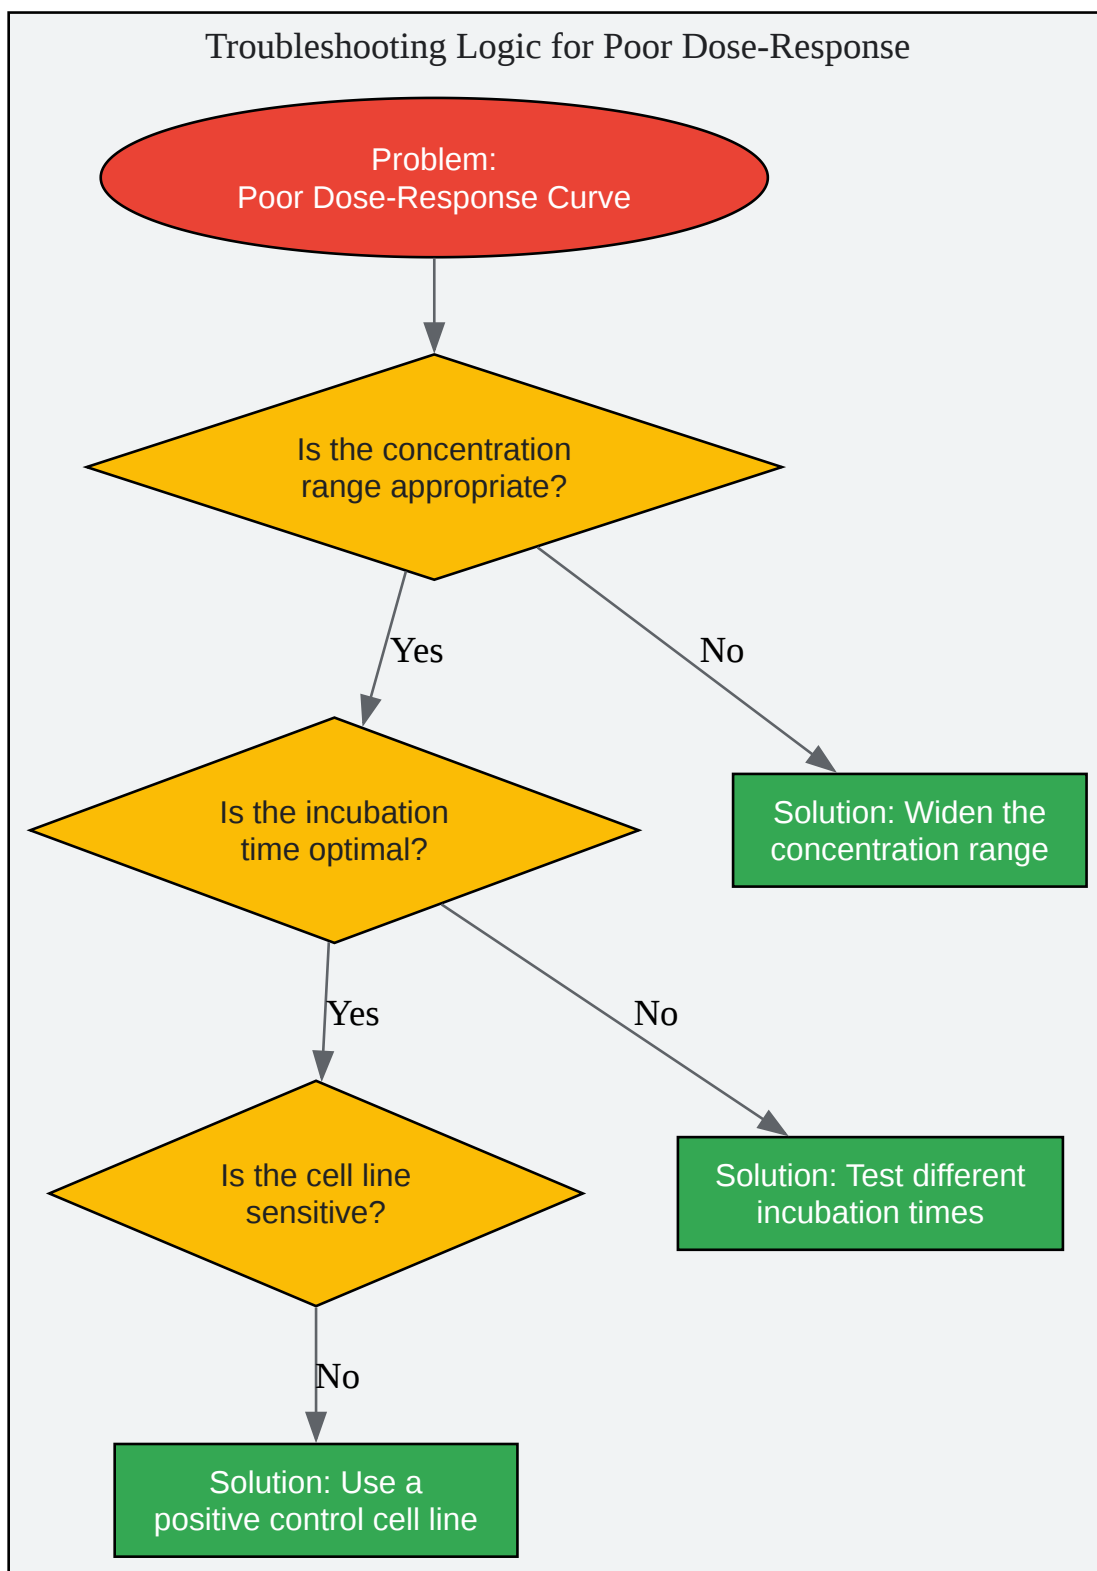 Troubleshooting Logic for Poor Dose-Response
Problem:
Poor Dose-Response Curve
Is the concentration
range appropriate?
Yes
No
Is the incubation
time optimal?
Solution: Widen the
concentration range
Yes
No
Is the cell line
sensitive?
Solution: Test different
incubation times
No
Solution: Use a
positive control cell line